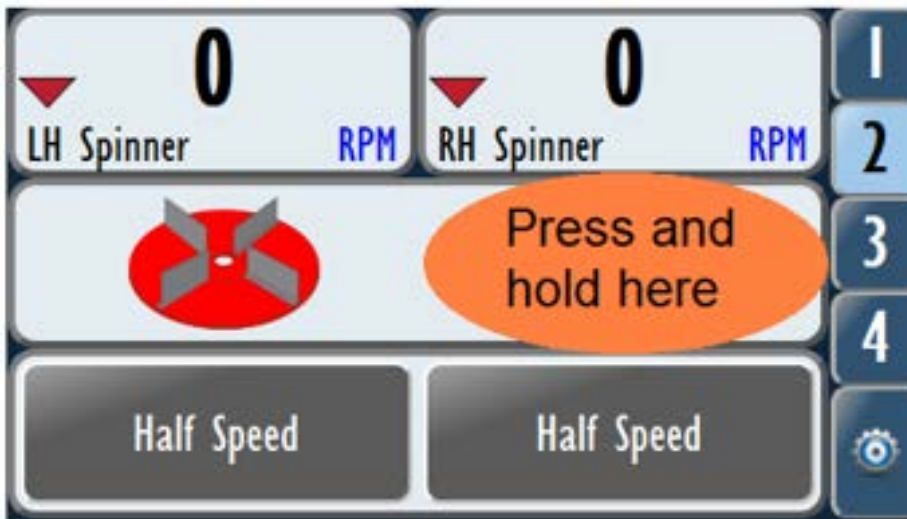 0
LH Spinner RPM
0
RH Spinner RPM
1
2
3
4
Press and
hold here
Half Speed
Half Speed